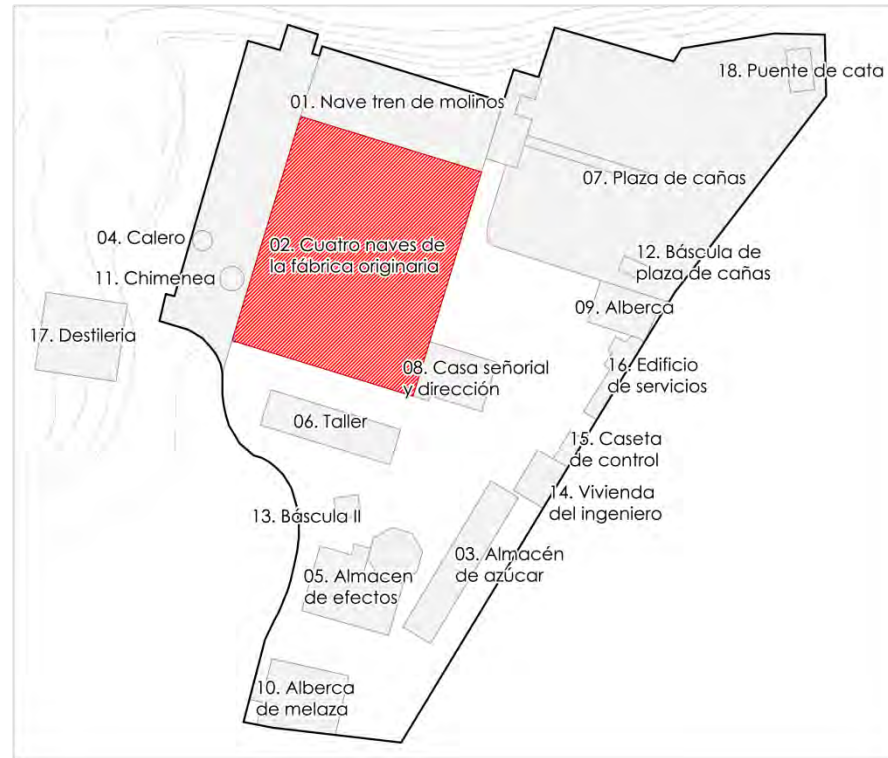 18. Puente de cata
01. Nave tren de molinos
07. Plaza de cañas
04. Calero
02. Cuatro naves de
la fábrica originaria
12. Báscula de
plaza de cañas
11. Chimenea
09. Alberca
17. Destileria
08. Casa señorial
y dirección
16. Edificio
de servicios
06. Taller
15. Caseta
de control
14. Vivienda
del ingeniero
13. Báscula II
03. Almacén
de azúcar
05. Almacen
de efectos
10. Alberca
de melaza